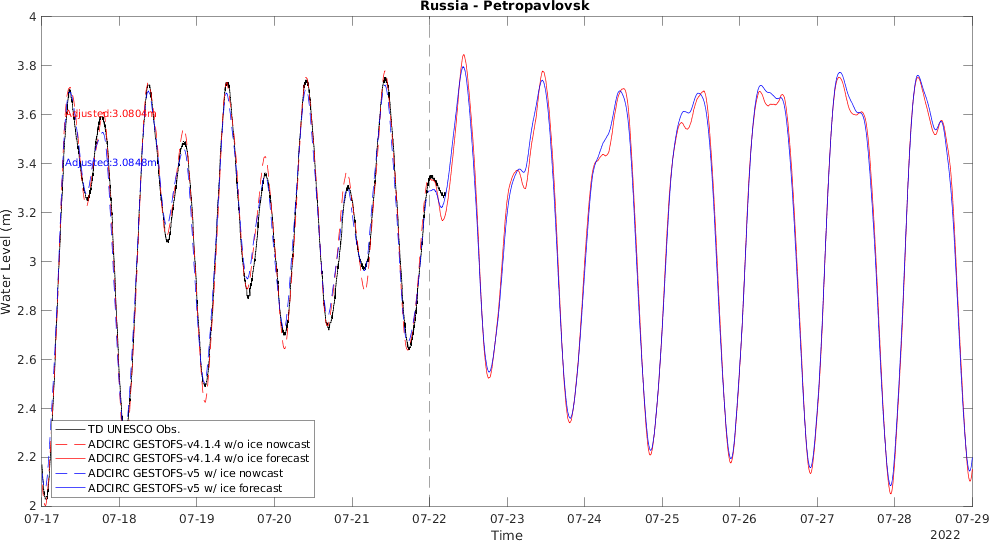 Russia - Petropavlovsk
4
3.8
3.6
3.4
3.2
3
2.8
2.6
2.4
2.2
2
Water Level (m)
Adjusted:3.0804m
Adjusted:3.0848m
TD UNESCO Obs.
ADCIRC GESTOFS-v4.1.4 w/o ice nowcast
ADCIRC GESTOFS-v4.1.4 w/o ice forecast
ADCIRC GESTOFS-v5 w/ ice nowcast
ADCIRC GESTOFS-v5 w/ ice forecast
07-17 07-18 07-19 07-20 07-21 07-22 07-23 07-24 07-25 07-26 07-27 07-28 07-29
Time
2022